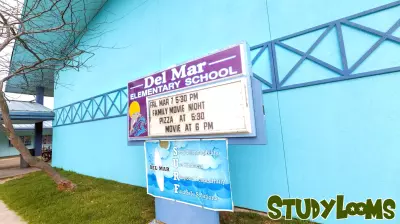 Del Mar
ELEMENTARY SCHOOL
FRI MAR 7 5:30 PM
FAMILY MOVIE NIGHT
PIZZA AT 5:30
MOVIE AT 6 PM
DEL MAR
STUDYLOOMS